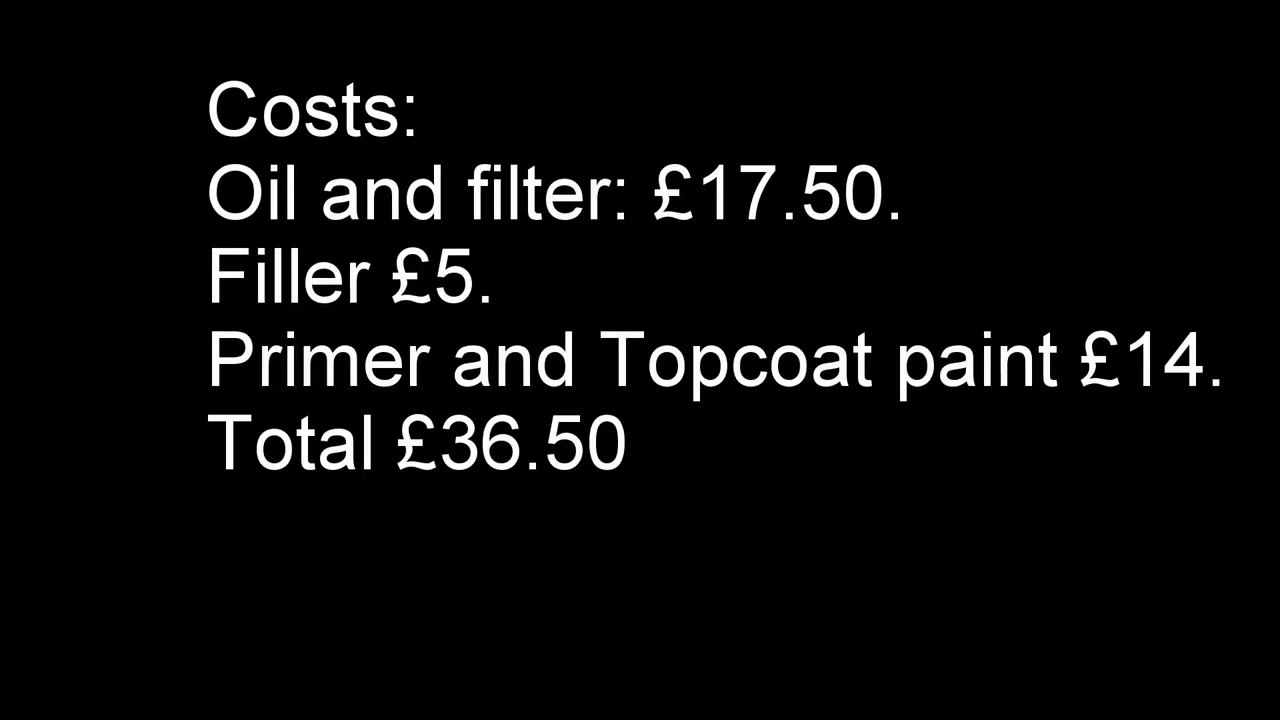 Costs:
Oil and filter: £17.50.
Filler £5.
Primer and Topcoat paint £14.
Total £36.50